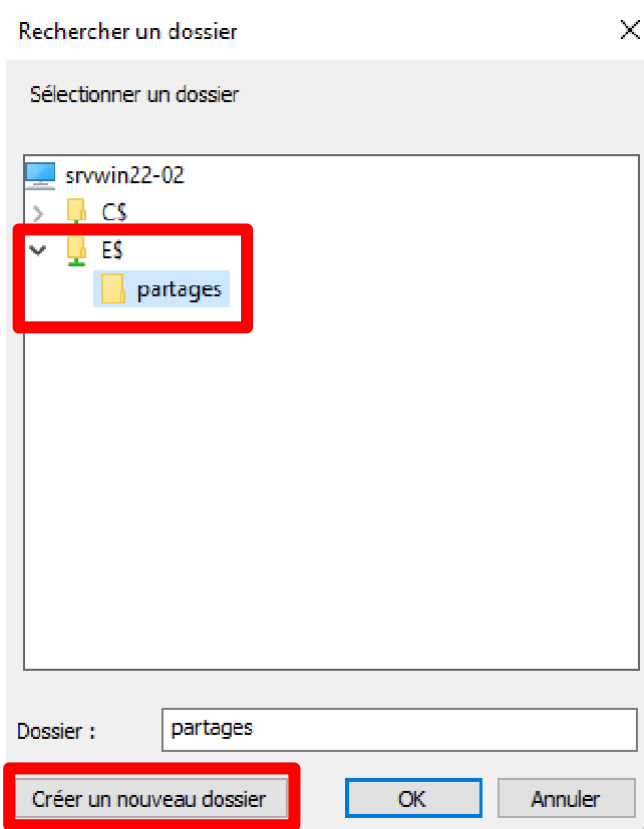 Rechercher un dossier
Sélectionner un dossier
srvwin22-02
C$
E$
partages
Dossier : partages
Créer un nouveau dossier OK Annuler